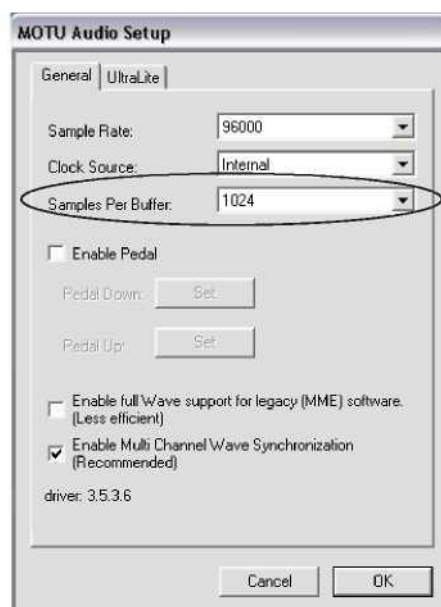 MOTU Audio Setup
General UltraLite
Sample Rate: 96000
Clock Source: Internal
Samples Per Buffer: 1024
Enable Pedal
Pedal Down: Set
Pedal Up: Set
Enable full Wave support for legacy (MME) software.
(Less efficient)
Enable Multi Channel Wave Synchronization
(Recommended)
driver: 3.5.3.6
Cancel OK